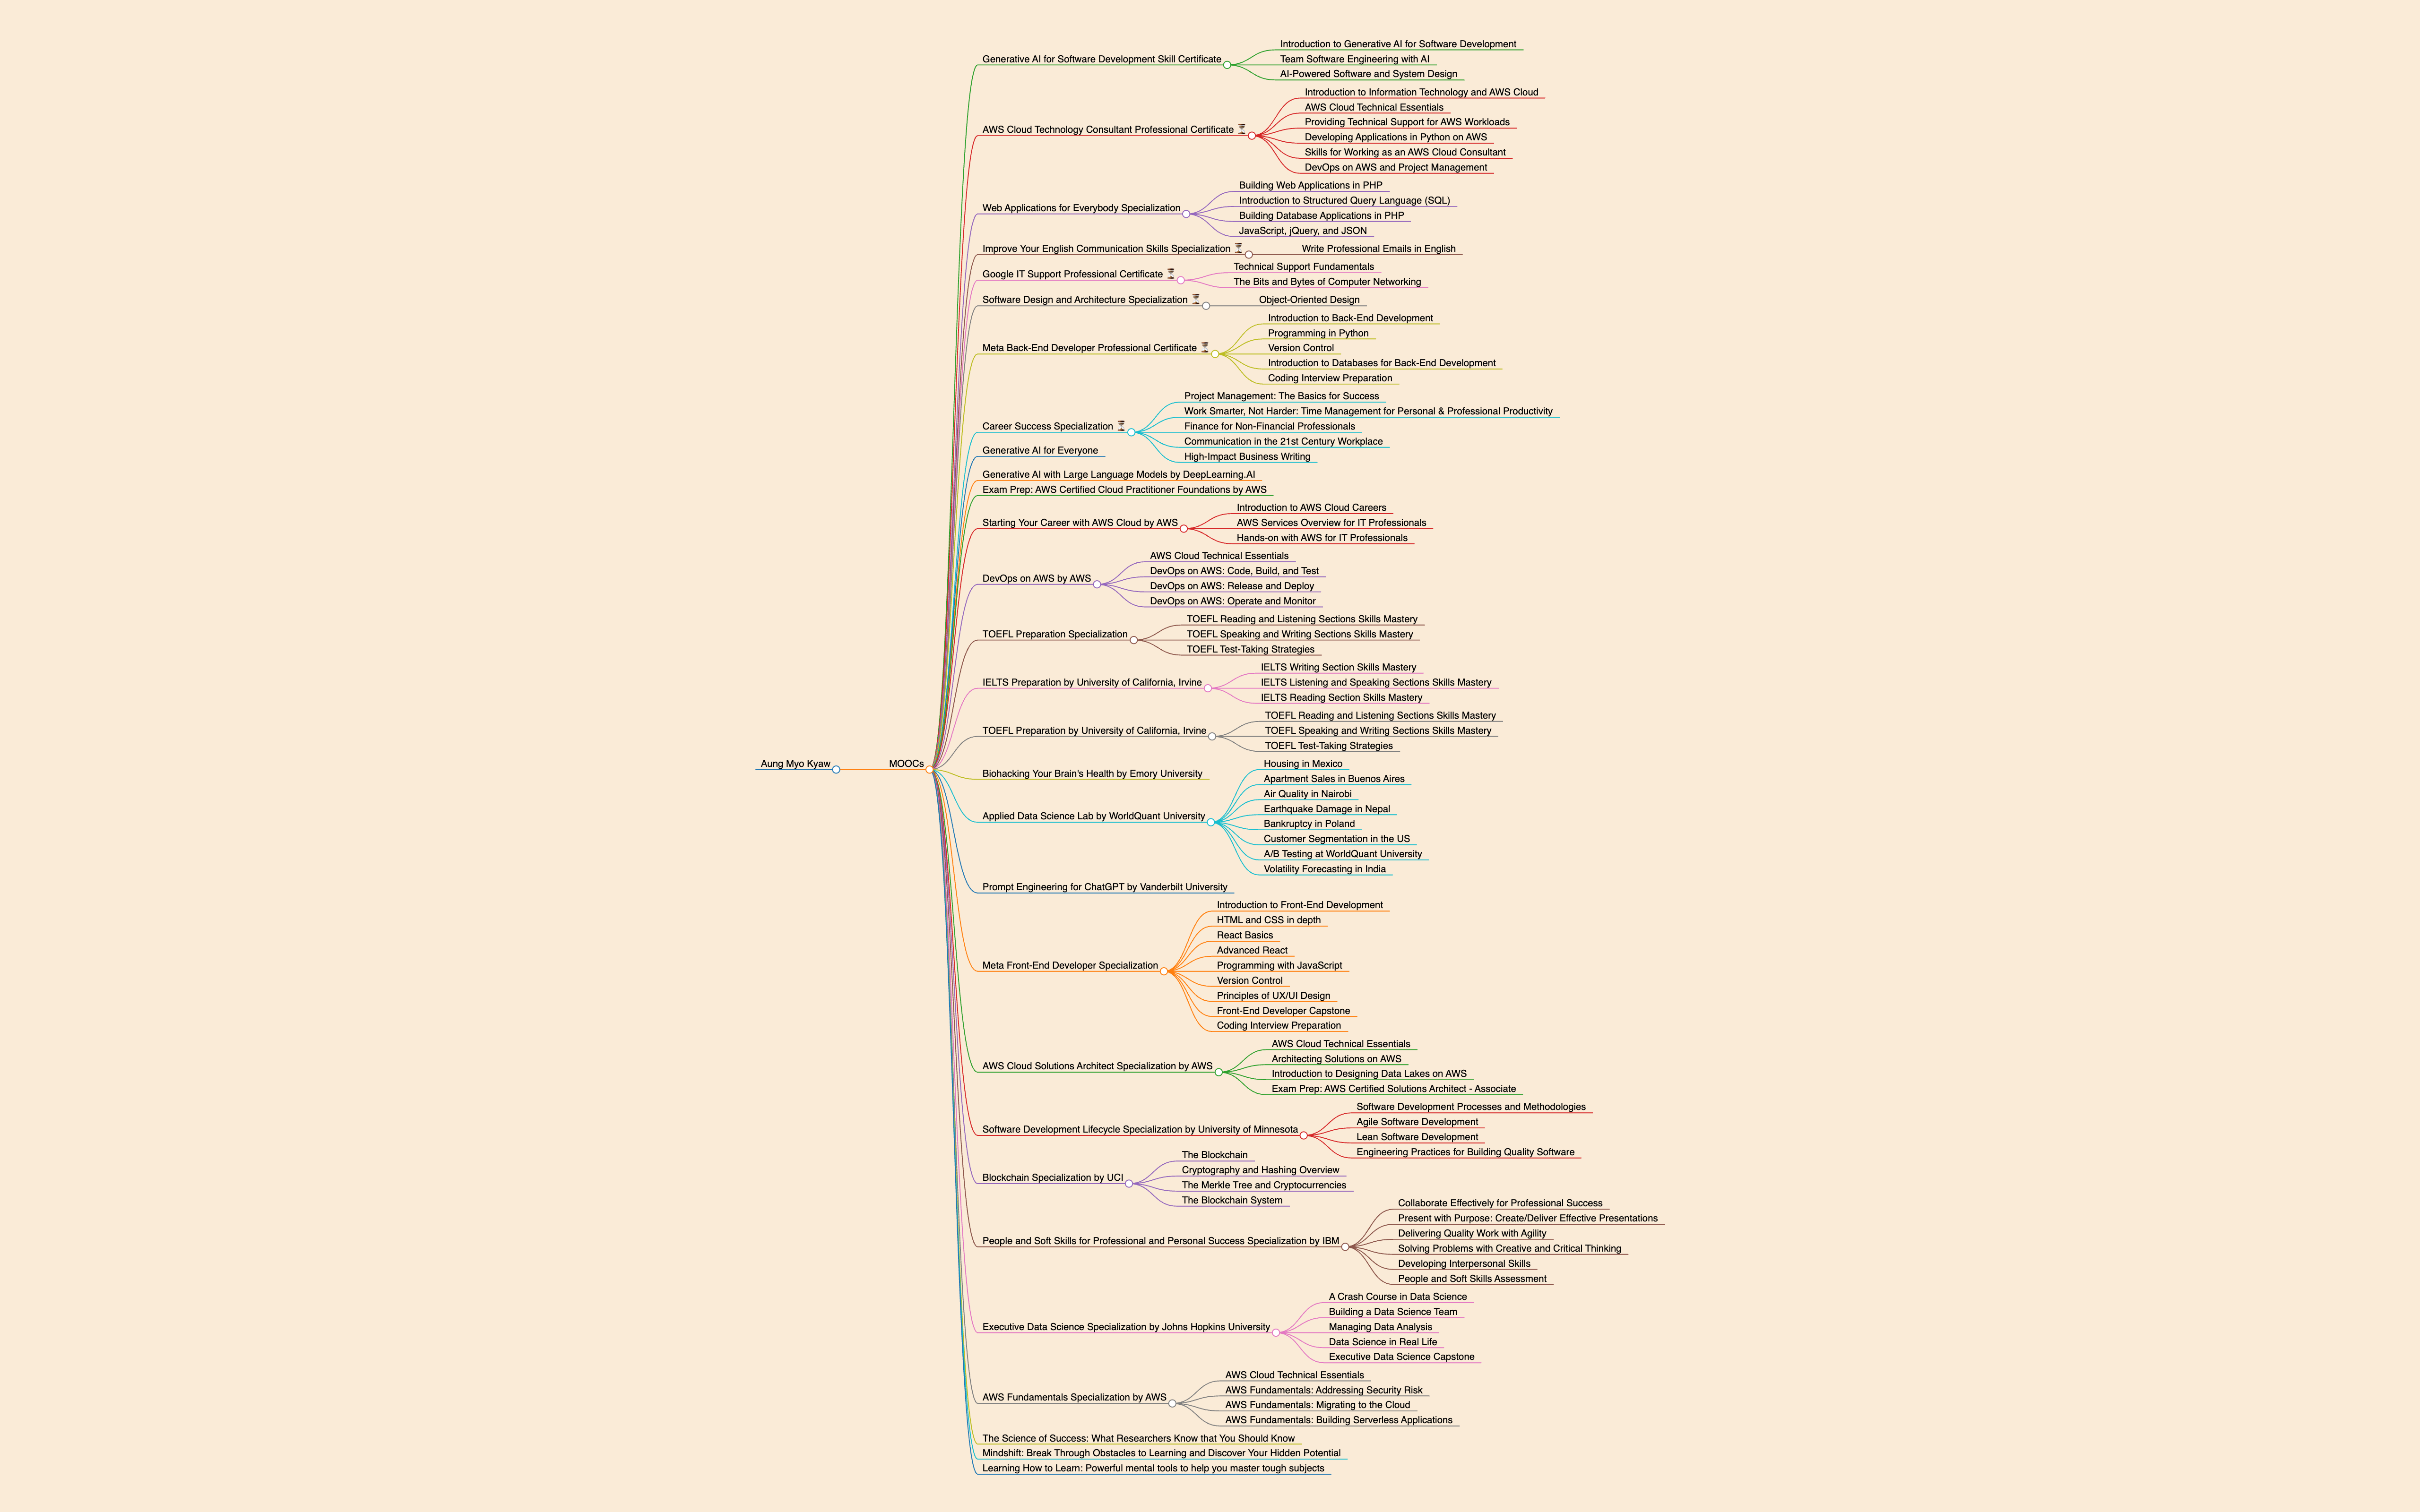 Aung Myo Kyaw
MOOCs
Generative AI for Software Development Skill Certificate
Introduction to Generative AI for Software Development
Team Software Engineering with AI
AI-Powered Software and System Design
AWS Cloud Technology Consultant Professional Certificate ⏳
Introduction to Information Technology and AWS Cloud
AWS Cloud Technical Essentials
Providing Technical Support for AWS Workloads
Developing Applications in Python on AWS
Skills for Working as an AWS Cloud Consultant
DevOps on AWS and Project Management
Web Applications for Everybody Specialization
Building Web Applications in PHP
Introduction to Structured Query Language (SQL)
Building Database Applications in PHP
JavaScript, jQuery, and JSON
Improve Your English Communication Skills Specialization ⏳
Write Professional Emails in English
Google IT Support Professional Certificate ⏳
Technical Support Fundamentals
The Bits and Bytes of Computer Networking
Software Design and Architecture Specialization ⏳
Object-Oriented Design
Meta Back-End Developer Professional Certificate ⏳
Introduction to Back-End Development
Programming in Python
Version Control
Introduction to Databases for Back-End Development
Coding Interview Preparation
Career Success Specialization ⏳
Project Management: The Basics for Success
Work Smarter, Not Harder: Time Management for Personal & Professional Productivity
Finance for Non-Financial Professionals
Communication in the 21st Century Workplace
High-Impact Business Writing
Generative AI for Everyone
Generative AI with Large Language Models by DeepLearning.AI
Exam Prep: AWS Certified Cloud Practitioner Foundations by AWS
Starting Your Career with AWS Cloud by AWS
Introduction to AWS Cloud Careers
AWS Services Overview for IT Professionals
Hands-on with AWS for IT Professionals
DevOps on AWS by AWS
AWS Cloud Technical Essentials
DevOps on AWS: Code, Build, and Test
DevOps on AWS: Release and Deploy
DevOps on AWS: Operate and Monitor
TOEFL Preparation Specialization
TOEFL Reading and Listening Sections Skills Mastery
TOEFL Speaking and Writing Sections Skills Mastery
TOEFL Test-Taking Strategies
IELTS Preparation by University of California, Irvine
IELTS Writing Section Skills Mastery
IELTS Listening and Speaking Sections Skills Mastery
IELTS Reading Section Skills Mastery
TOEFL Preparation by University of California, Irvine
TOEFL Reading and Listening Sections Skills Mastery
TOEFL Speaking and Writing Sections Skills Mastery
TOEFL Test-Taking Strategies
Biohacking Your Brain's Health by Emory University
Applied Data Science Lab by WorldQuant University
Housing in Mexico
Apartment Sales in Buenos Aires
Air Quality in Nairobi
Earthquake Damage in Nepal
Bankruptcy in Poland
Customer Segmentation in the US
A/B Testing at WorldQuant University
Volatility Forecasting in India
Prompt Engineering for ChatGPT by Vanderbilt University
Meta Front-End Developer Specialization
Introduction to Front-End Development
HTML and CSS in depth
React Basics
Advanced React
Programming with JavaScript
Version Control
Principles of UX/UI Design
Front-End Developer Capstone
Coding Interview Preparation
AWS Cloud Solutions Architect Specialization by AWS
AWS Cloud Technical Essentials
Architecting Solutions on AWS
Introduction to Designing Data Lakes on AWS
Exam Prep: AWS Certified Solutions Architect - Associate
Software Development Lifecycle Specialization by University of Minnesota
Software Development Processes and Methodologies
Agile Software Development
Lean Software Development
Engineering Practices for Building Quality Software
Blockchain Specialization by UCI
The Blockchain
Cryptography and Hashing Overview
The Merkle Tree and Cryptocurrencies
The Blockchain System
People and Soft Skills for Professional and Personal Success Specialization by IBM
Collaborate Effectively for Professional Success
Present with Purpose: Create/Deliver Effective Presentations
Delivering Quality Work with Agility
Solving Problems with Creative and Critical Thinking
Developing Interpersonal Skills
People and Soft Skills Assessment
Executive Data Science Specialization by Johns Hopkins University
A Crash Course in Data Science
Building a Data Science Team
Managing Data Analysis
Data Science in Real Life
Executive Data Science Capstone
AWS Fundamentals Specialization by AWS
AWS Cloud Technical Essentials
AWS Fundamentals: Addressing Security Risk
AWS Fundamentals: Migrating to the Cloud
AWS Fundamentals: Building Serverless Applications
The Science of Success: What Researchers Know that You Should Know
Mindshift: Break Through Obstacles to Learning and Discover Your Hidden Potential
Learning How to Learn: Powerful mental tools to help you master tough subjects